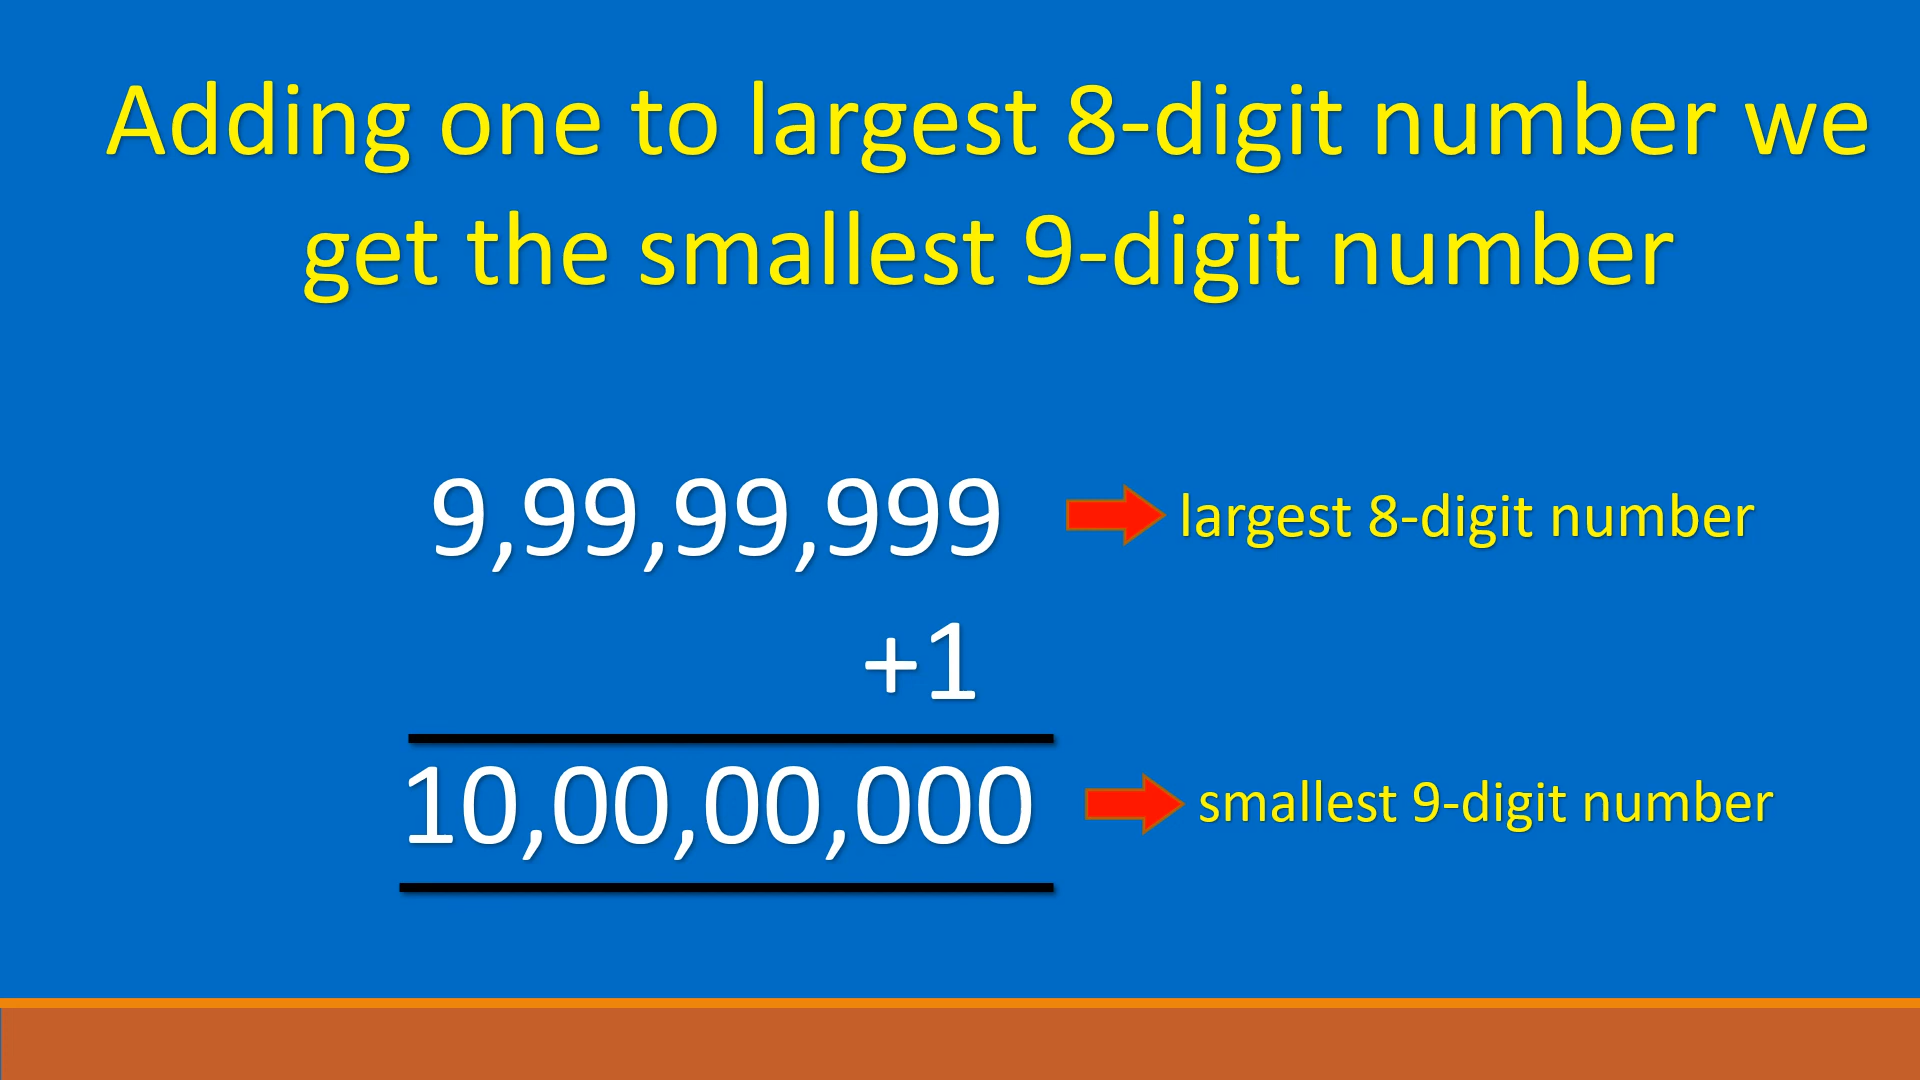 Adding one to largest 8-digit number we
get the smallest 9-digit number
9,99,99,999
largest 8-digit number
+1
10,00,00,000
smallest 9-digit number